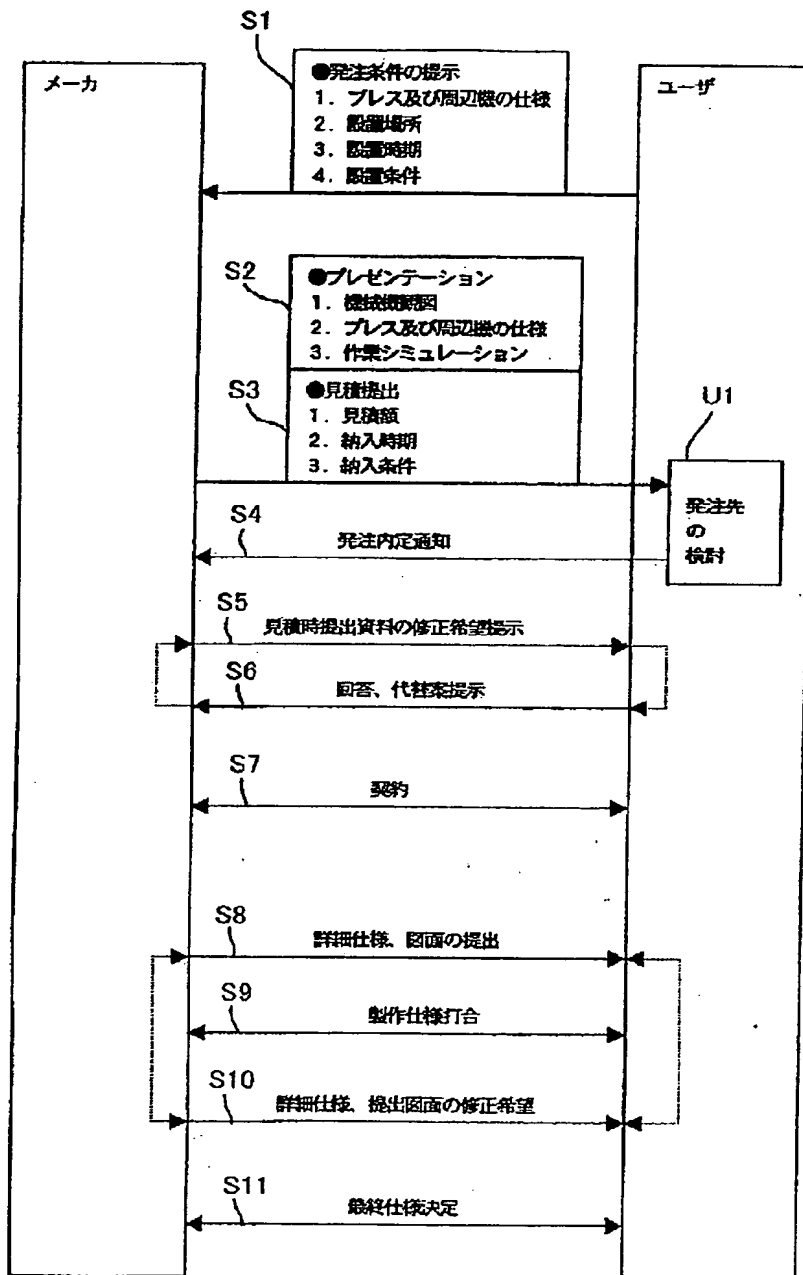 S1
メーカ
ユーザ
●発注条件の提示
1. プレス及び周辺機の仕様
2. 設置場所
3. 設置時期
4. 設置条件
S2
●プレゼンテーション
1. 機械概観図
2. プレス及び周辺機の仕様
3. 作業シミュレーション
S3
●見積提出
1. 見積額
2. 納入時期
3. 納入条件
U1
発注先
の
検討
S4
発注内定通知
S5
見積時提出資料の修正希望提示
S6
回答、代替案提示
S7
契約
S8
詳細仕様、図面の提出
S9
製作仕様打合
S10
詳細仕様、提出図面の修正希望
S11
最終仕様決定